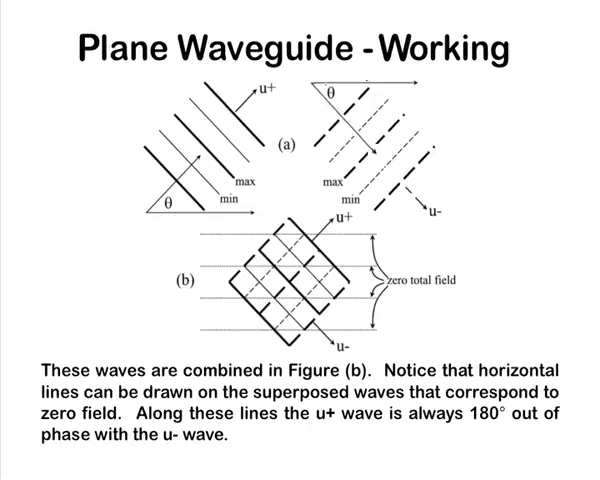 Plane Waveguide - Working
u+
θ
(a)
max
min
θ
max
min
u-
u+
(b)
zero total field
u-
These waves are combined in Figure (b). Notice that horizontal
lines can be drawn on the superposed waves that correspond to
zero field. Along these lines the u+ wave is always 180° out of
phase with the u- wave.